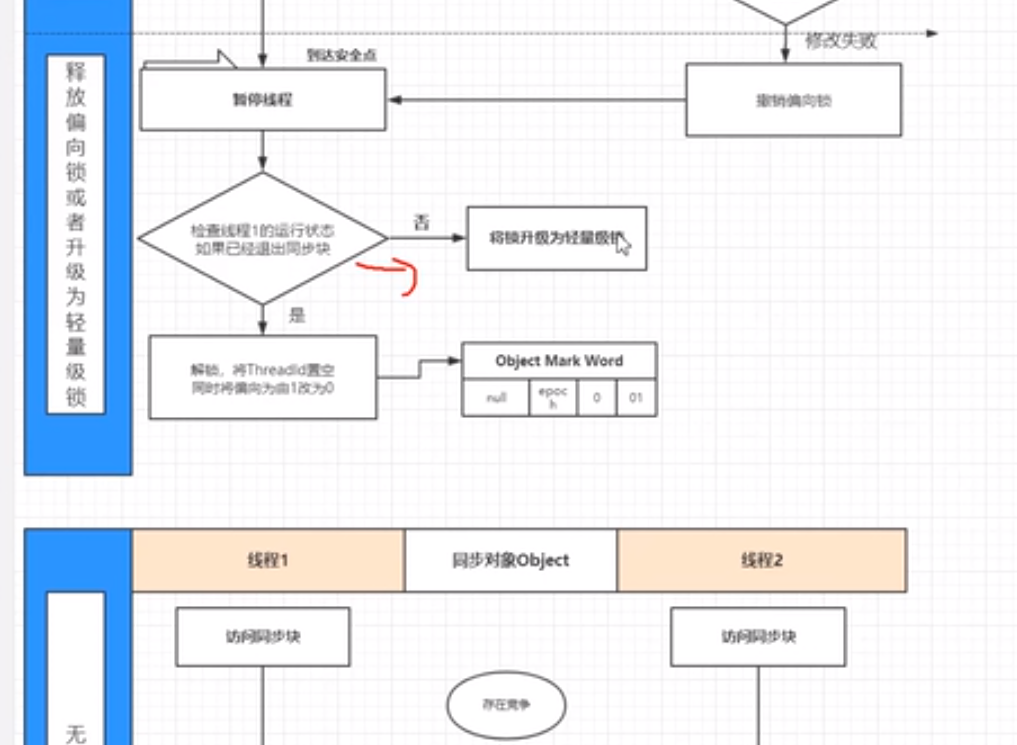 修改失败
到达安全点
释放偏向锁或者升级为轻量级锁
暂停线程
撤销偏向锁
检查线程1的运行状态
如果已经退出同步块
否
将锁升级为轻量级锁
是
解锁，将ThreadId置空
同时将偏向为由1改为0
Object Mark Word
null
epoc
h
0
01
线程1
同步对象Object
线程2
访问同步块
访问同步块
存在竞争
无